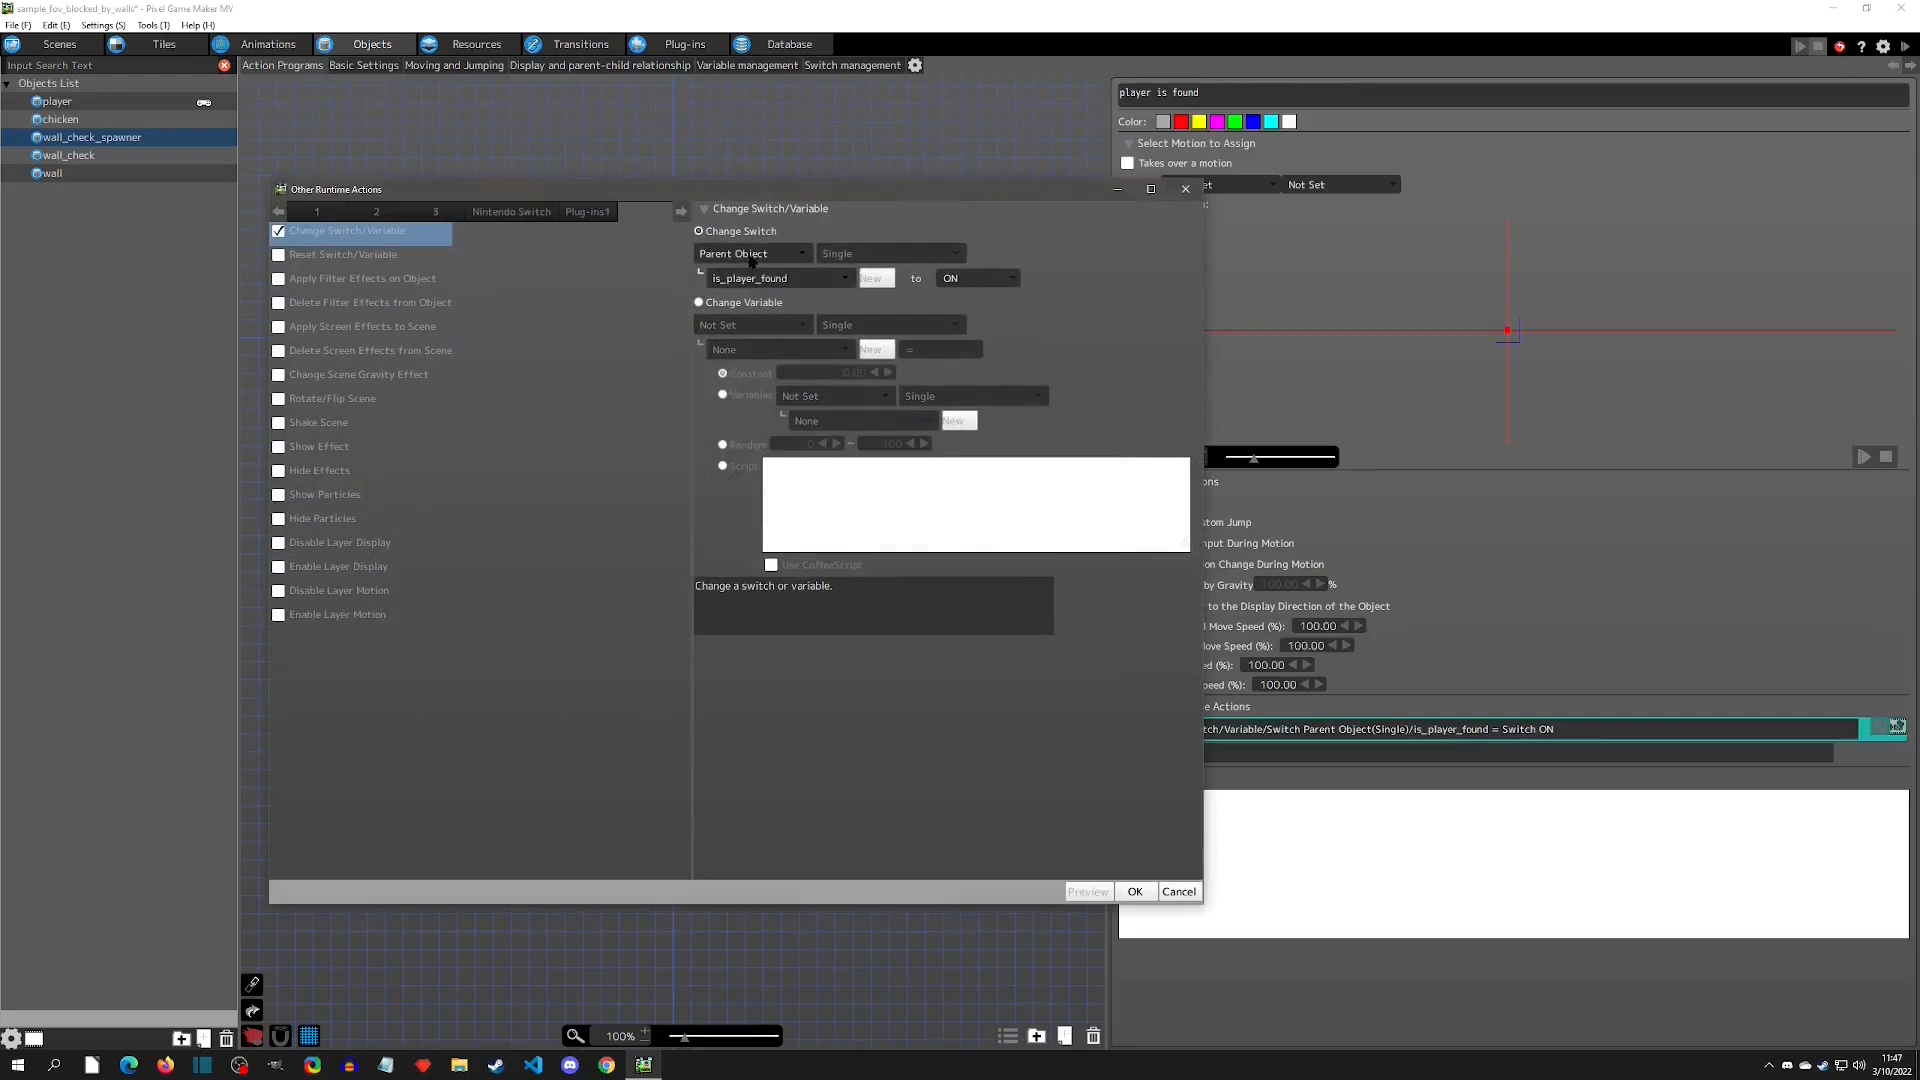 sample_fov_blocked_by_walls* - Pixel Game Maker MV
File (F) Edit (E) Settings (S) Tools (T) Help (H)
Scenes Tiles Animations Objects Resources Transitions Plug-ins Database
Input Search Text
Action Programs Basic Settings Moving and Jumping Display and parent-child relationship Variable management Switch management
Objects List
player
chicken
wall_check_spawner
wall_check
wall
player is found
Color:
Select Motion to Assign
Takes over a motion
Not Set
Other Runtime Actions
1 2 3 Nintendo Switch Plug-ins1
Change Switch/Variable
Reset Switch/Variable
Apply Filter Effects on Object
Delete Filter Effects from Object
Apply Screen Effects to Scene
Delete Screen Effects from Scene
Change Scene Gravity Effect
Rotate/Flip Scene
Shake Scene
Show Effect
Hide Effects
Show Particles
Hide Particles
Disable Layer Display
Enable Layer Display
Disable Layer Motion
Enable Layer Motion
Change Switch/Variable
Change Switch
Parent Object Single
is_player_found New to ON
Change Variable
Not Set Single
None New =
Constant 0.00
Variables Not Set Single
None New
Random 0 ~ 100
Script
Use CoffeeScript
Change a switch or variable.
Preview OK Cancel
ons
tom Jump
nput During Motion
on Change During Motion
by Gravity 100.00 %
to the Display Direction of the Object
l Move Speed (%): 100.00
ove Speed (%): 100.00
ed (%): 100.00
peed (%): 100.00
e Actions
tch/Variable/Switch Parent Object(Single)/is_player_found = Switch ON
100%
11:47
3/10/2022